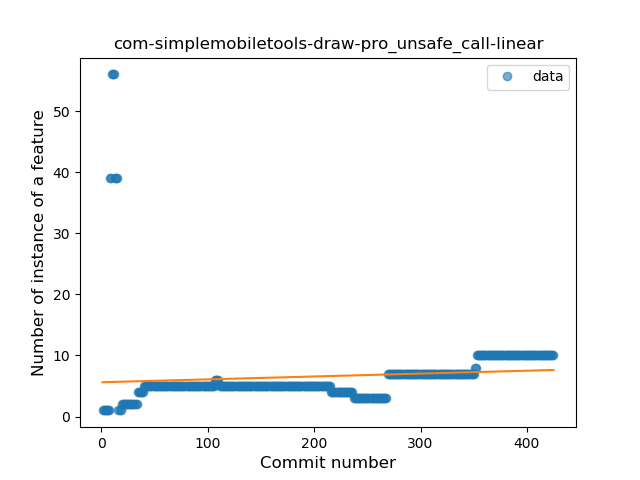 com-simplemobiletools-draw-pro_unsafe_call-linear
data
Number of instance of a feature
50
40
30
20
10
0
0 100 200 300 400
Commit number